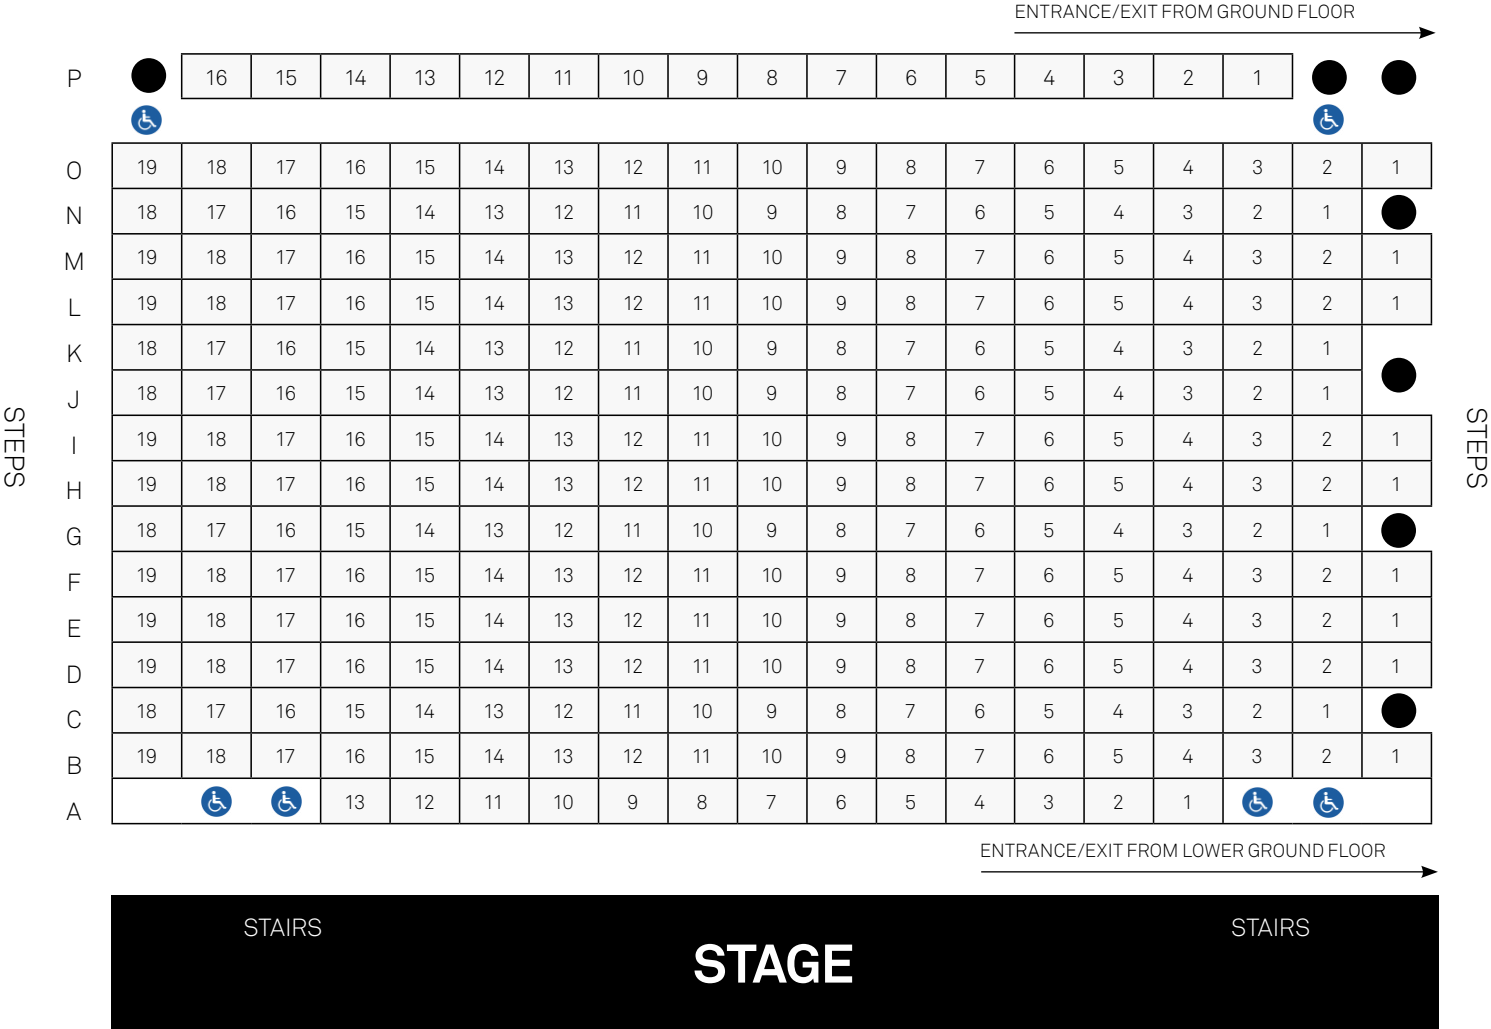 ENTRANCE/EXIT FROM GROUND FLOOR
P 16 15 14 13 12 11 10 9 8 7 6 5 4 3 2 1
O 19 18 17 16 15 14 13 12 11 10 9 8 7 6 5 4 3 2 1
N 18 17 16 15 14 13 12 11 10 9 8 7 6 5 4 3 2 1
M 19 18 17 16 15 14 13 12 11 10 9 8 7 6 5 4 3 2 1
L 19 18 17 16 15 14 13 12 11 10 9 8 7 6 5 4 3 2 1
K 18 17 16 15 14 13 12 11 10 9 8 7 6 5 4 3 2 1
J 18 17 16 15 14 13 12 11 10 9 8 7 6 5 4 3 2 1
STEPS
STEPS
I 19 18 17 16 15 14 13 12 11 10 9 8 7 6 5 4 3 2 1
H 19 18 17 16 15 14 13 12 11 10 9 8 7 6 5 4 3 2 1
G 18 17 16 15 14 13 12 11 10 9 8 7 6 5 4 3 2 1
F 19 18 17 16 15 14 13 12 11 10 9 8 7 6 5 4 3 2 1
E 19 18 17 16 15 14 13 12 11 10 9 8 7 6 5 4 3 2 1
D 19 18 17 16 15 14 13 12 11 10 9 8 7 6 5 4 3 2 1
C 18 17 16 15 14 13 12 11 10 9 8 7 6 5 4 3 2 1
B 19 18 17 16 15 14 13 12 11 10 9 8 7 6 5 4 3 2 1
A 13 12 11 10 9 8 7 6 5 4 3 2 1
ENTRANCE/EXIT FROM LOWER GROUND FLOOR
STAIRS STAIRS
STAGE